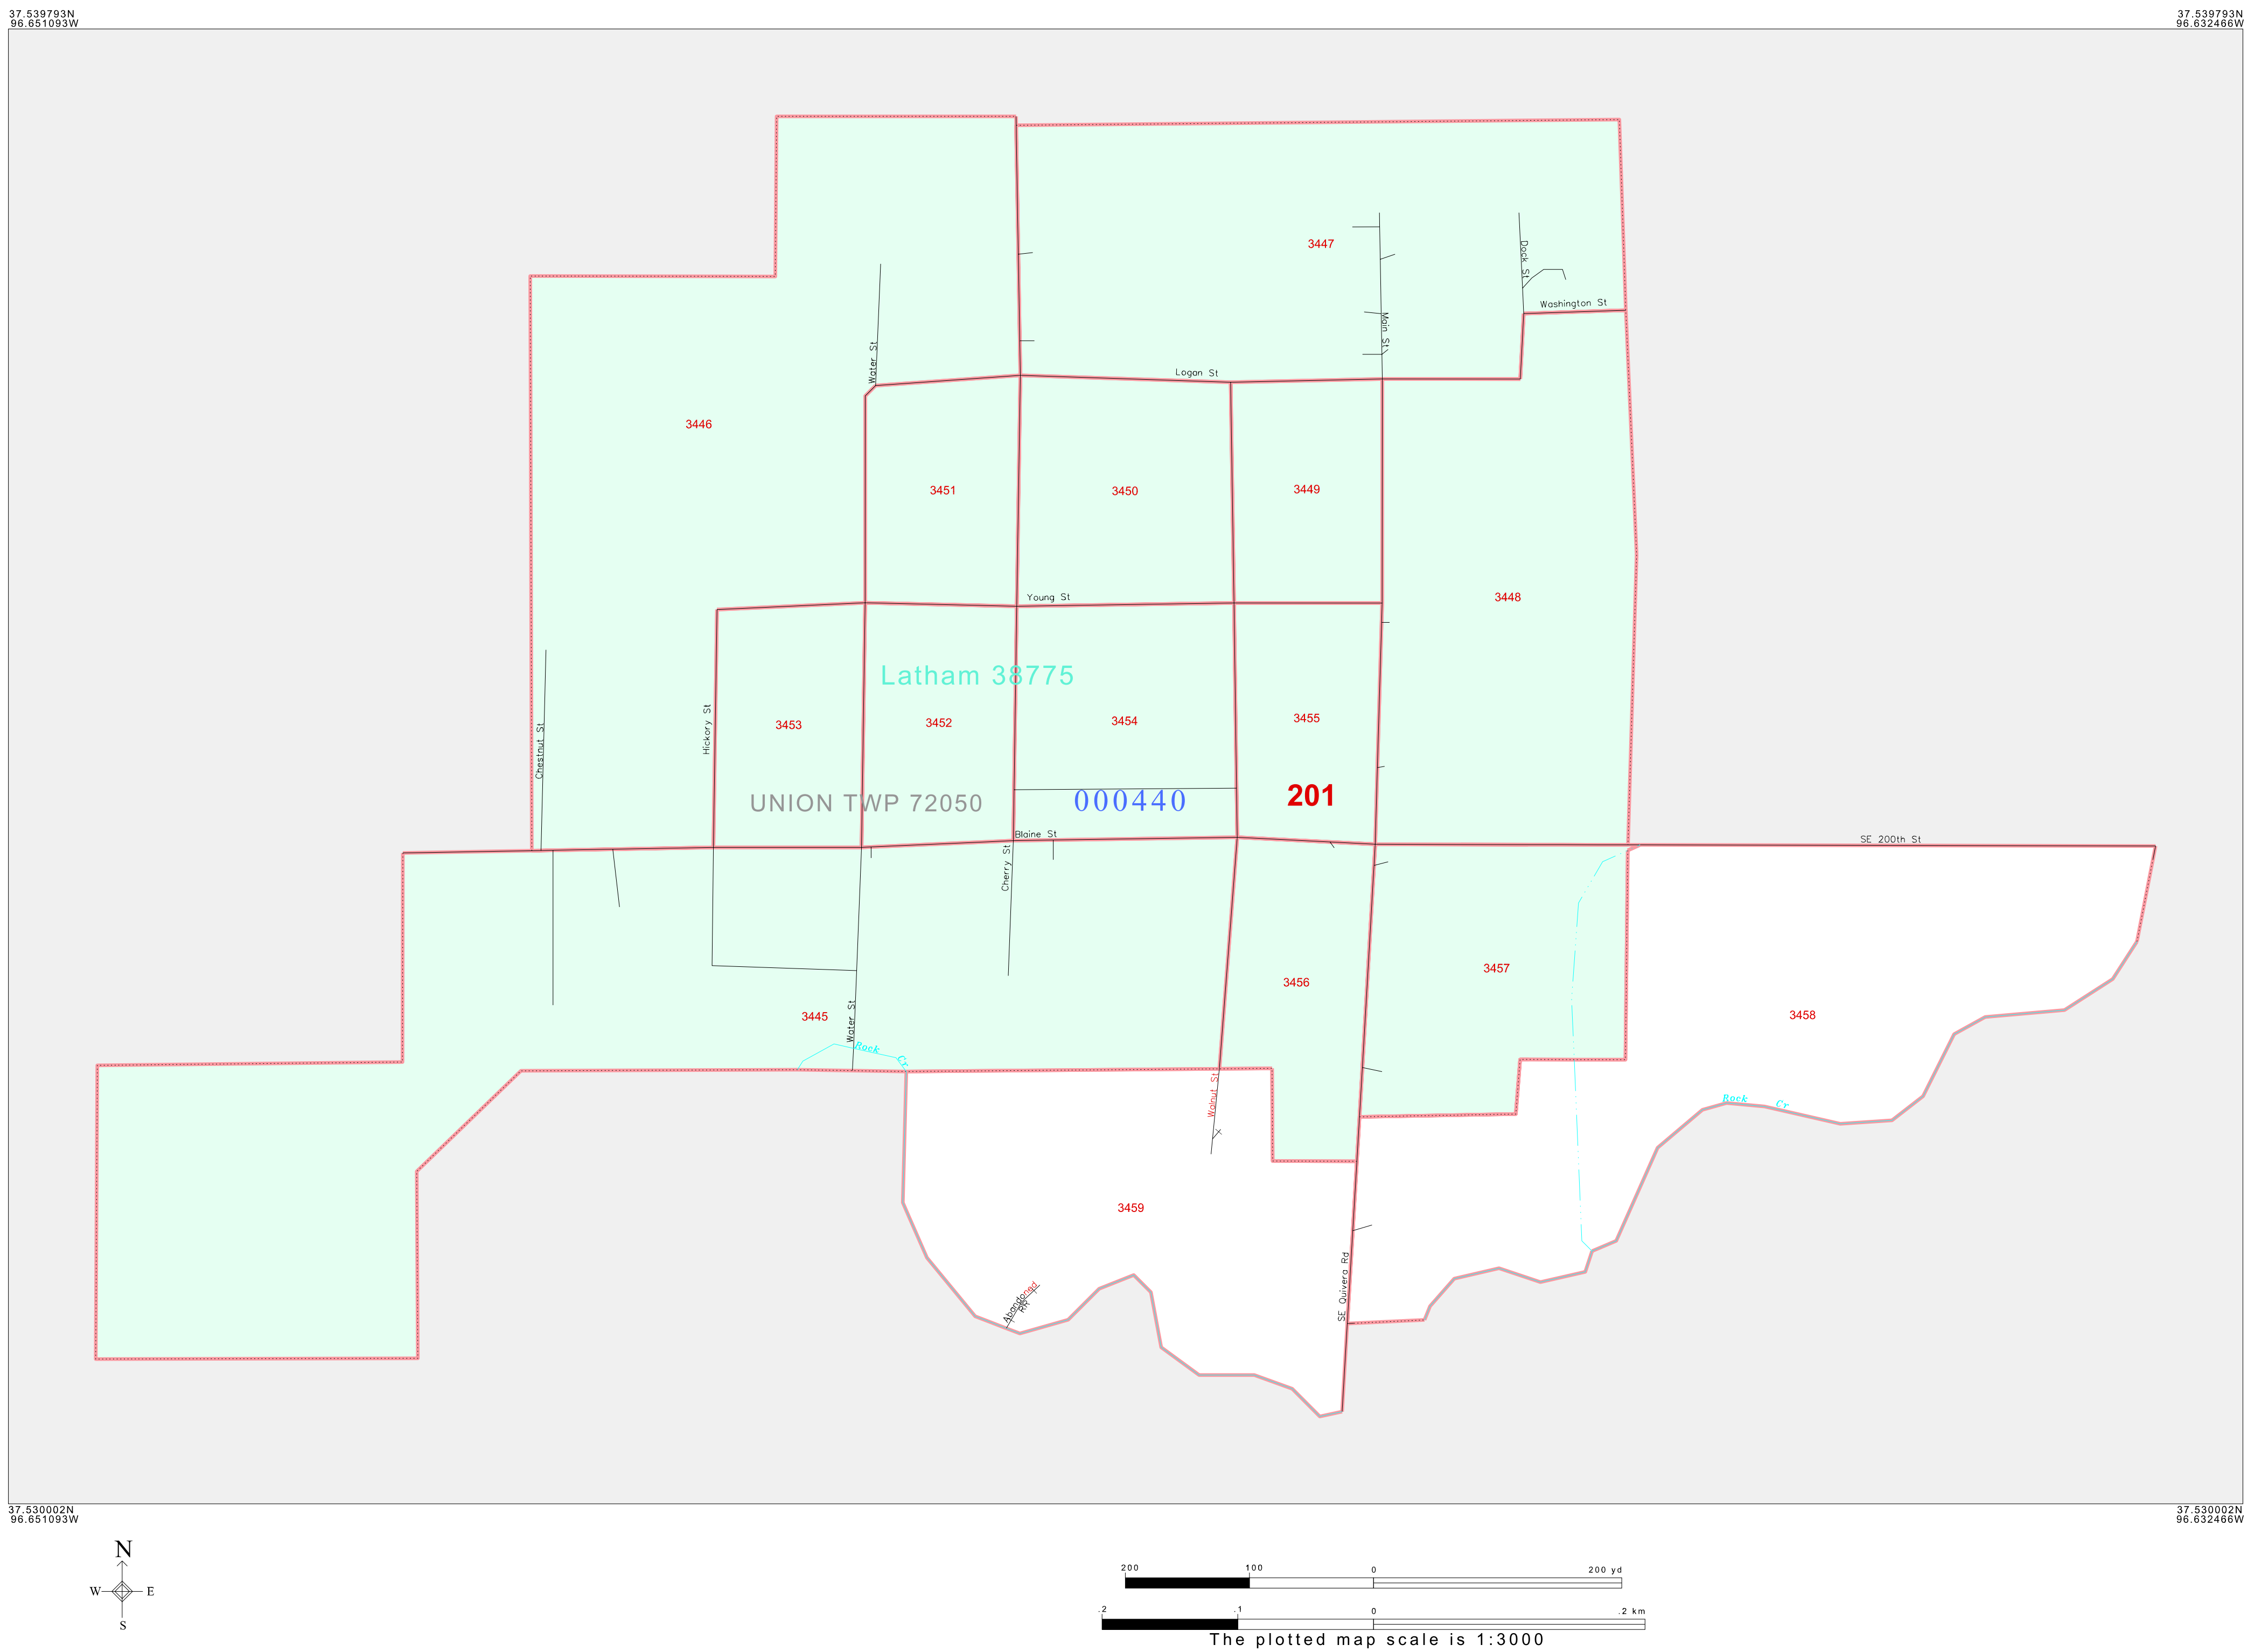 37.539793N
96.651093W
37.539793N
96.632466W
3447
Dock St
Washington St
Main St
Water St
Logan St
3446
3451
3450
3449
Young St
3448
Latham 38775
Hickory St
Chestnut St
3453
3452
3454
3455
UNION TWP 72050
000440
201
Blaine St
SE 200th St
Cherry St
3456
3457
3445
Water St
3458
Rock Cr
Walnut St
Rock Cr
3459
Abandoned
RR
SE Quivera Rd
37.530002N
96.651093W
37.530002N
96.632466W
N
W E
S
200 100 0 200 yd
.2 .1 0 .2 km
The plotted map scale is 1:3000